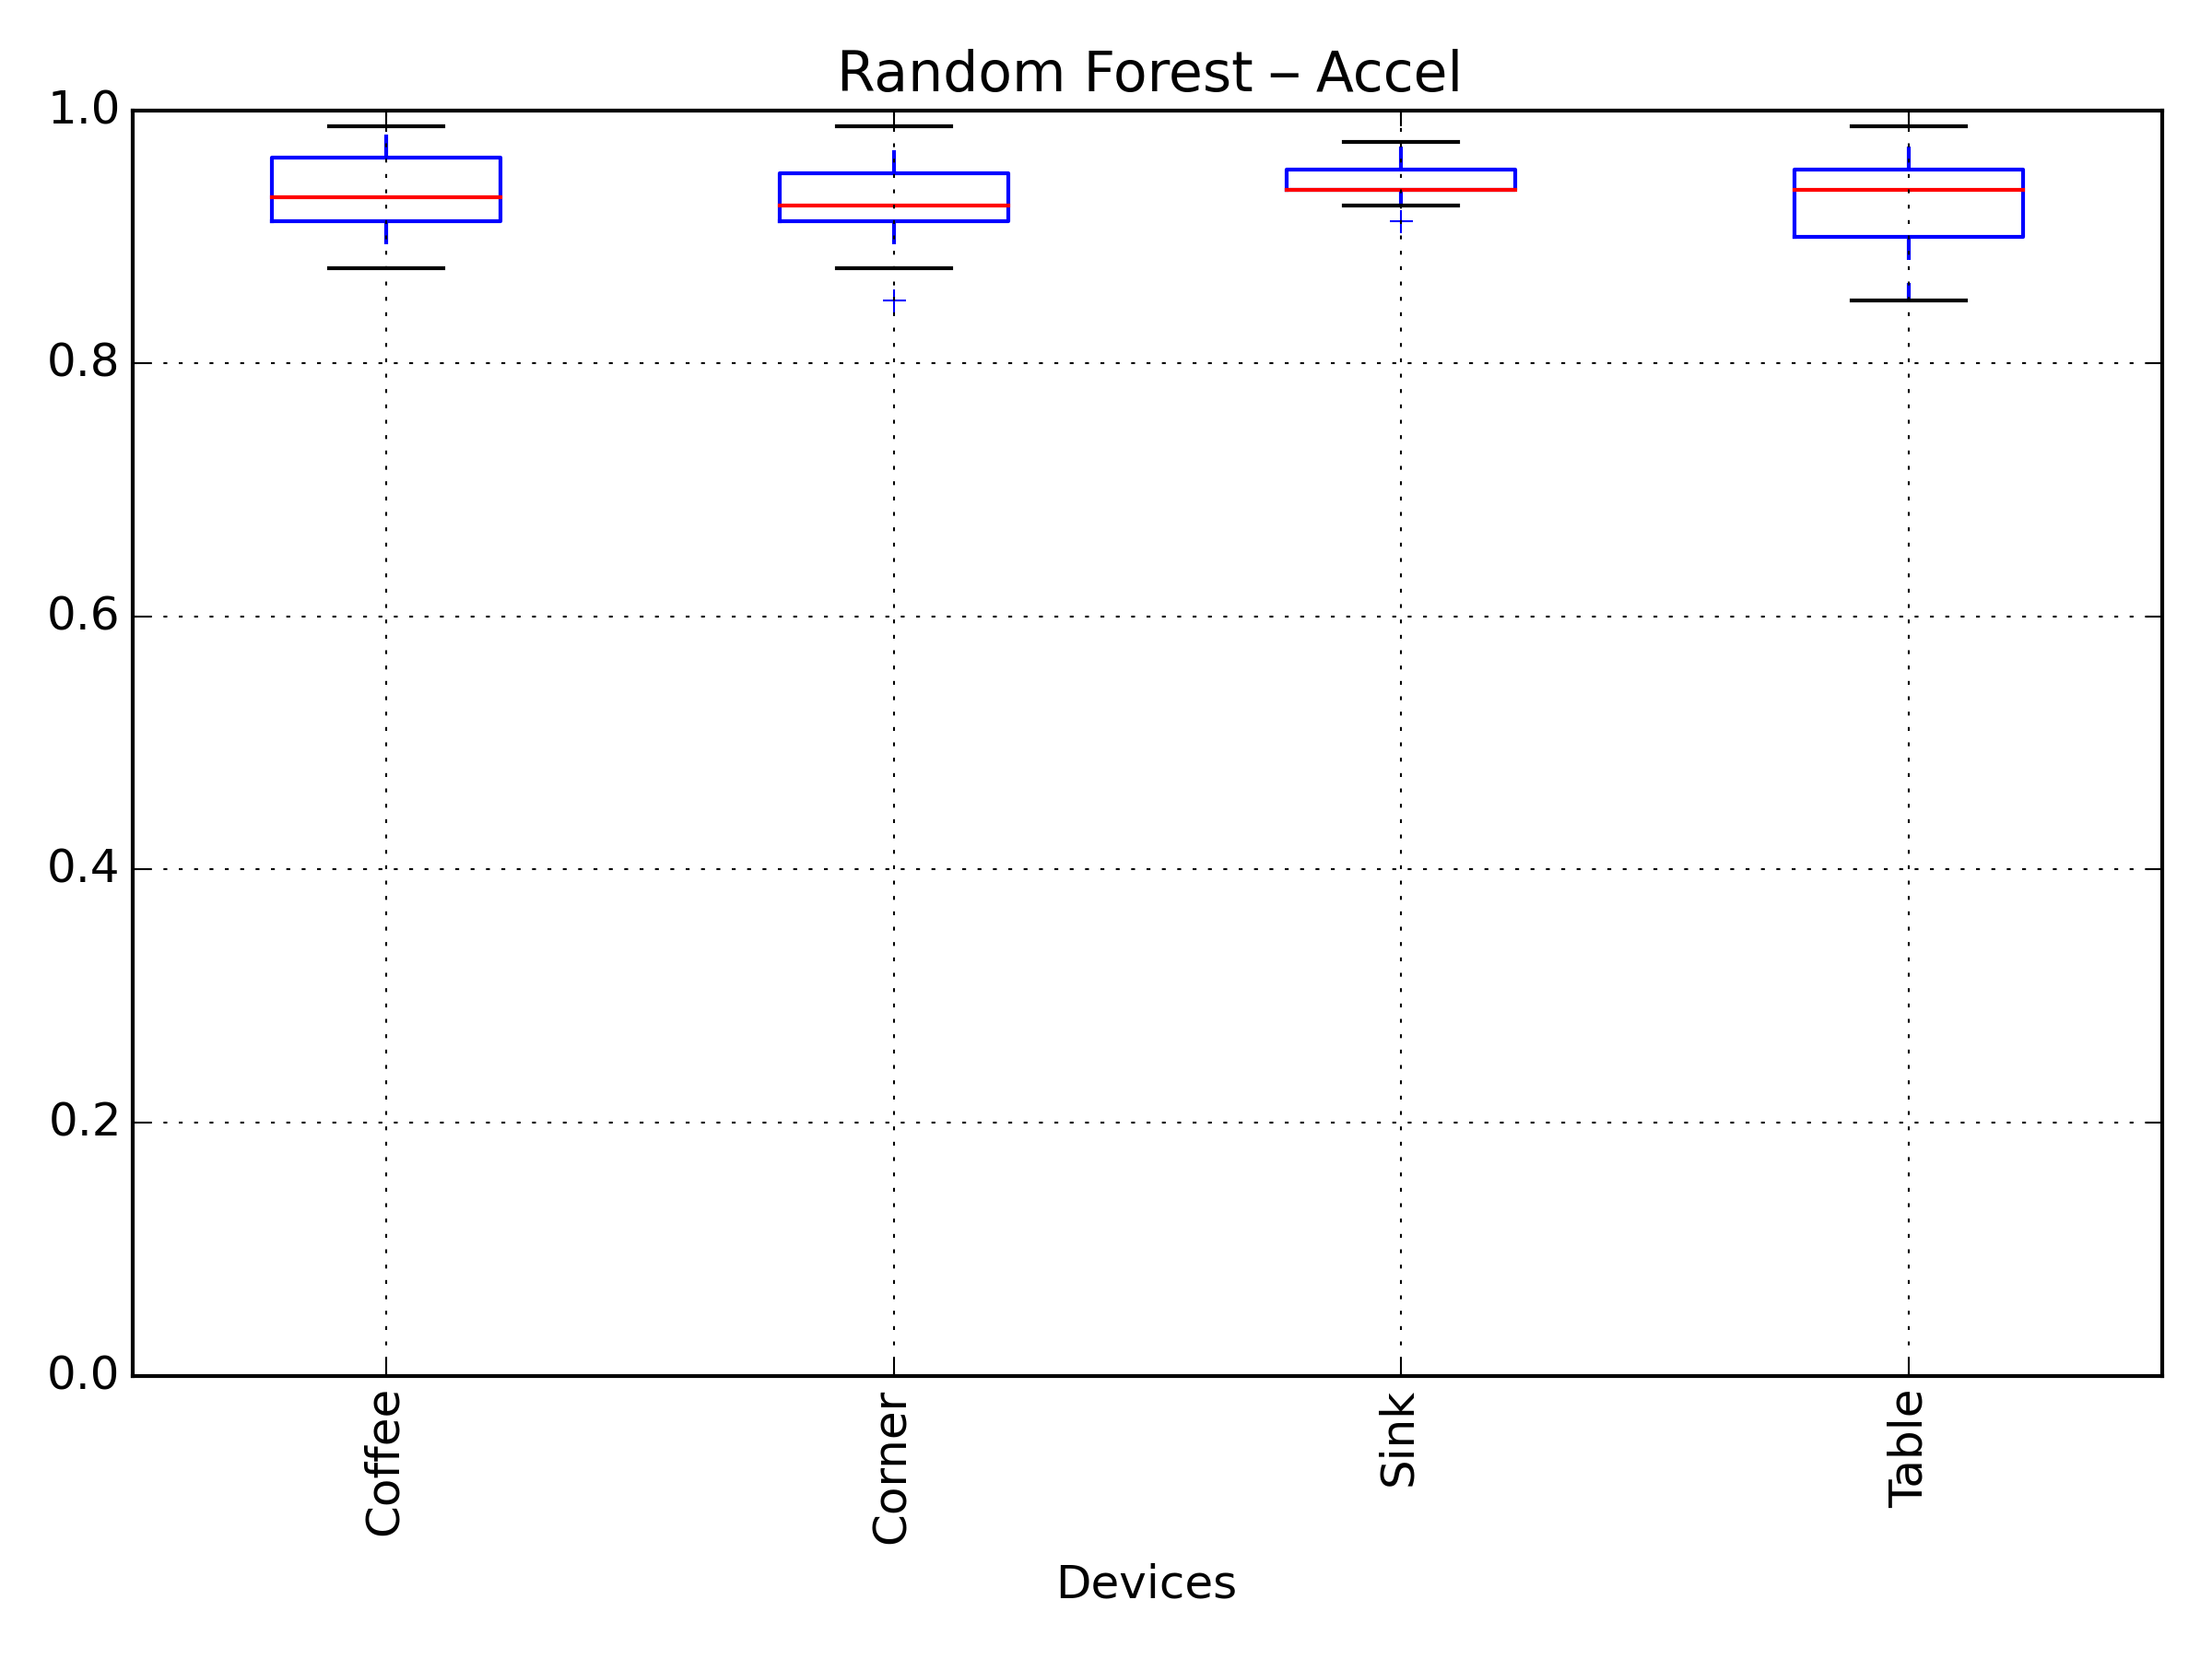 Random Forest – Accel
1.0
0.8
0.6
0.4
0.2
0.0
Coffee
Corner
Sink
Table
Devices